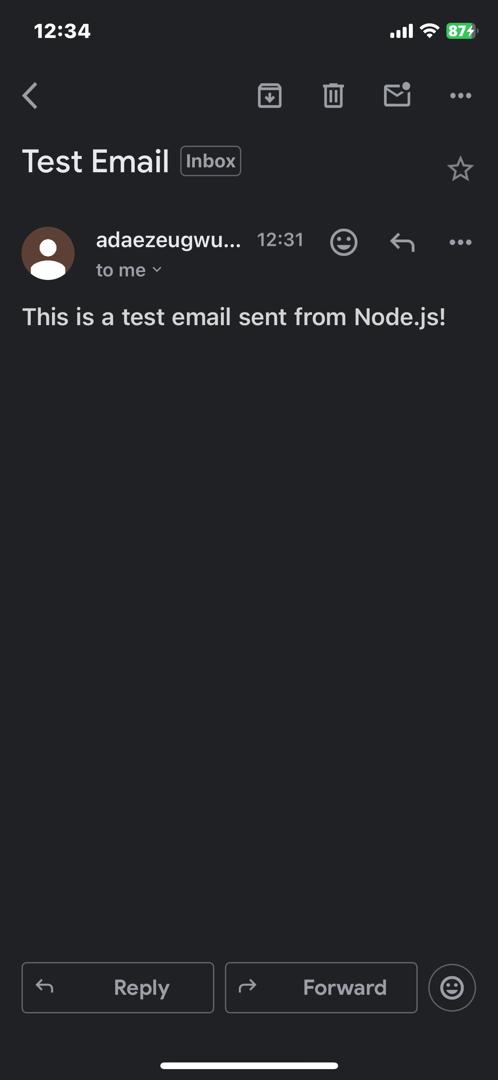 12:34
87
Test Email Inbox
adaezeugwu... 12:31
to me
This is a test email sent from Node.js!
Reply Forward